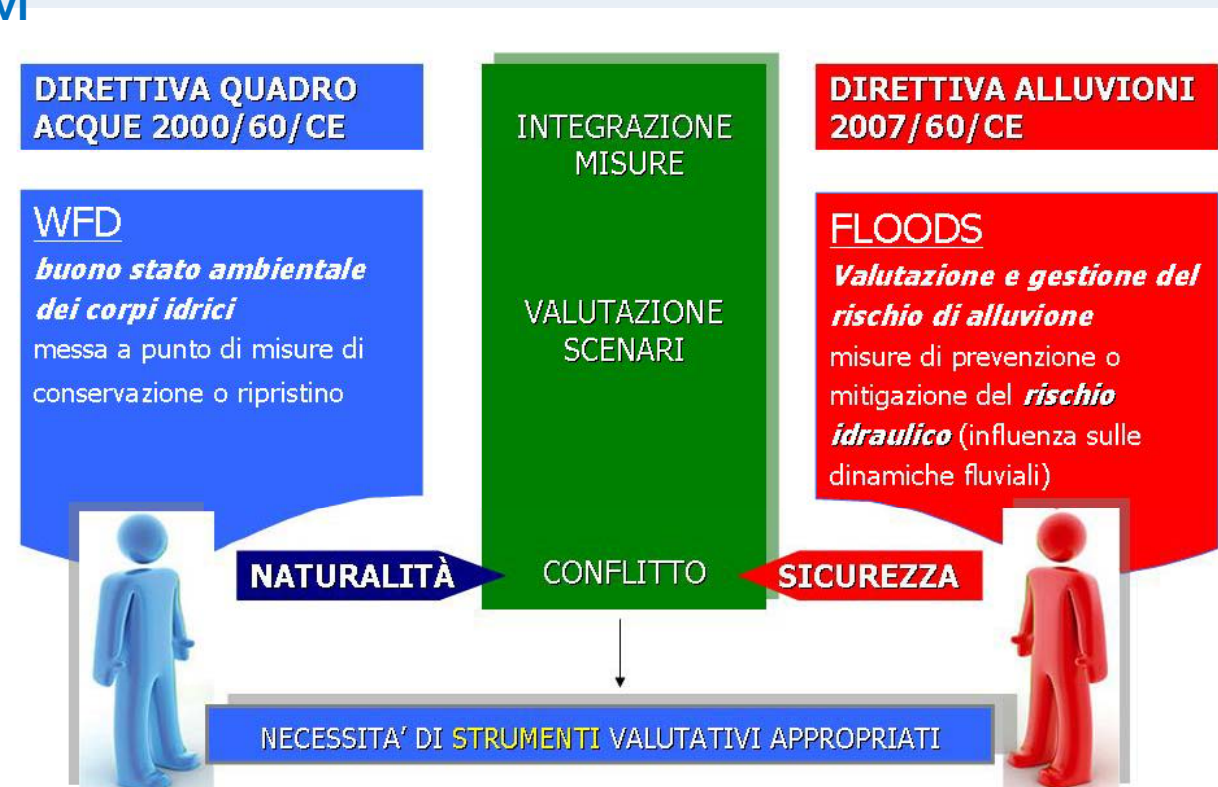 VI
DIRETTIVA QUADRO
ACQUE 2000/60/CE
WFD
buono stato ambientale
dei corpi idrici
messa a punto di misure di
conservazione o ripristino
INTEGRAZIONE
MISURE
VALUTAZIONE
SCENARI
DIRETTIVA ALLUVIONI
2007/60/CE
FLOODS
Valutazione e gestione del
rischio di alluvione
misure di prevenzione o
mitigazione del rischio
idraulico (influenza sulle
dinamiche fluviali)
NATURALITÀ
CONFLITTO
SICUREZZA
NECESSITA' DI STRUMENTI VALUTATIVI APPROPRIATI